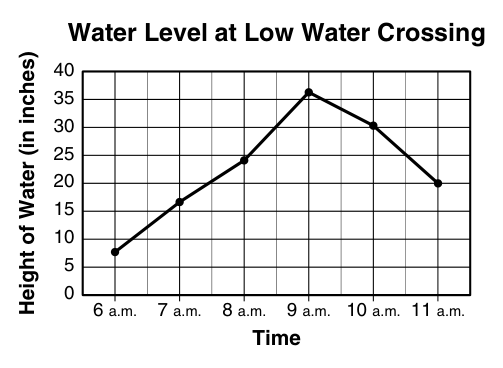 Water Level at Low Water Crossing
Height of Water (in inches)
40
35
30
25
20
15
10
5
0
6 a.m. 7 a.m. 8 a.m. 9 a.m. 10 a.m. 11 a.m.
Time